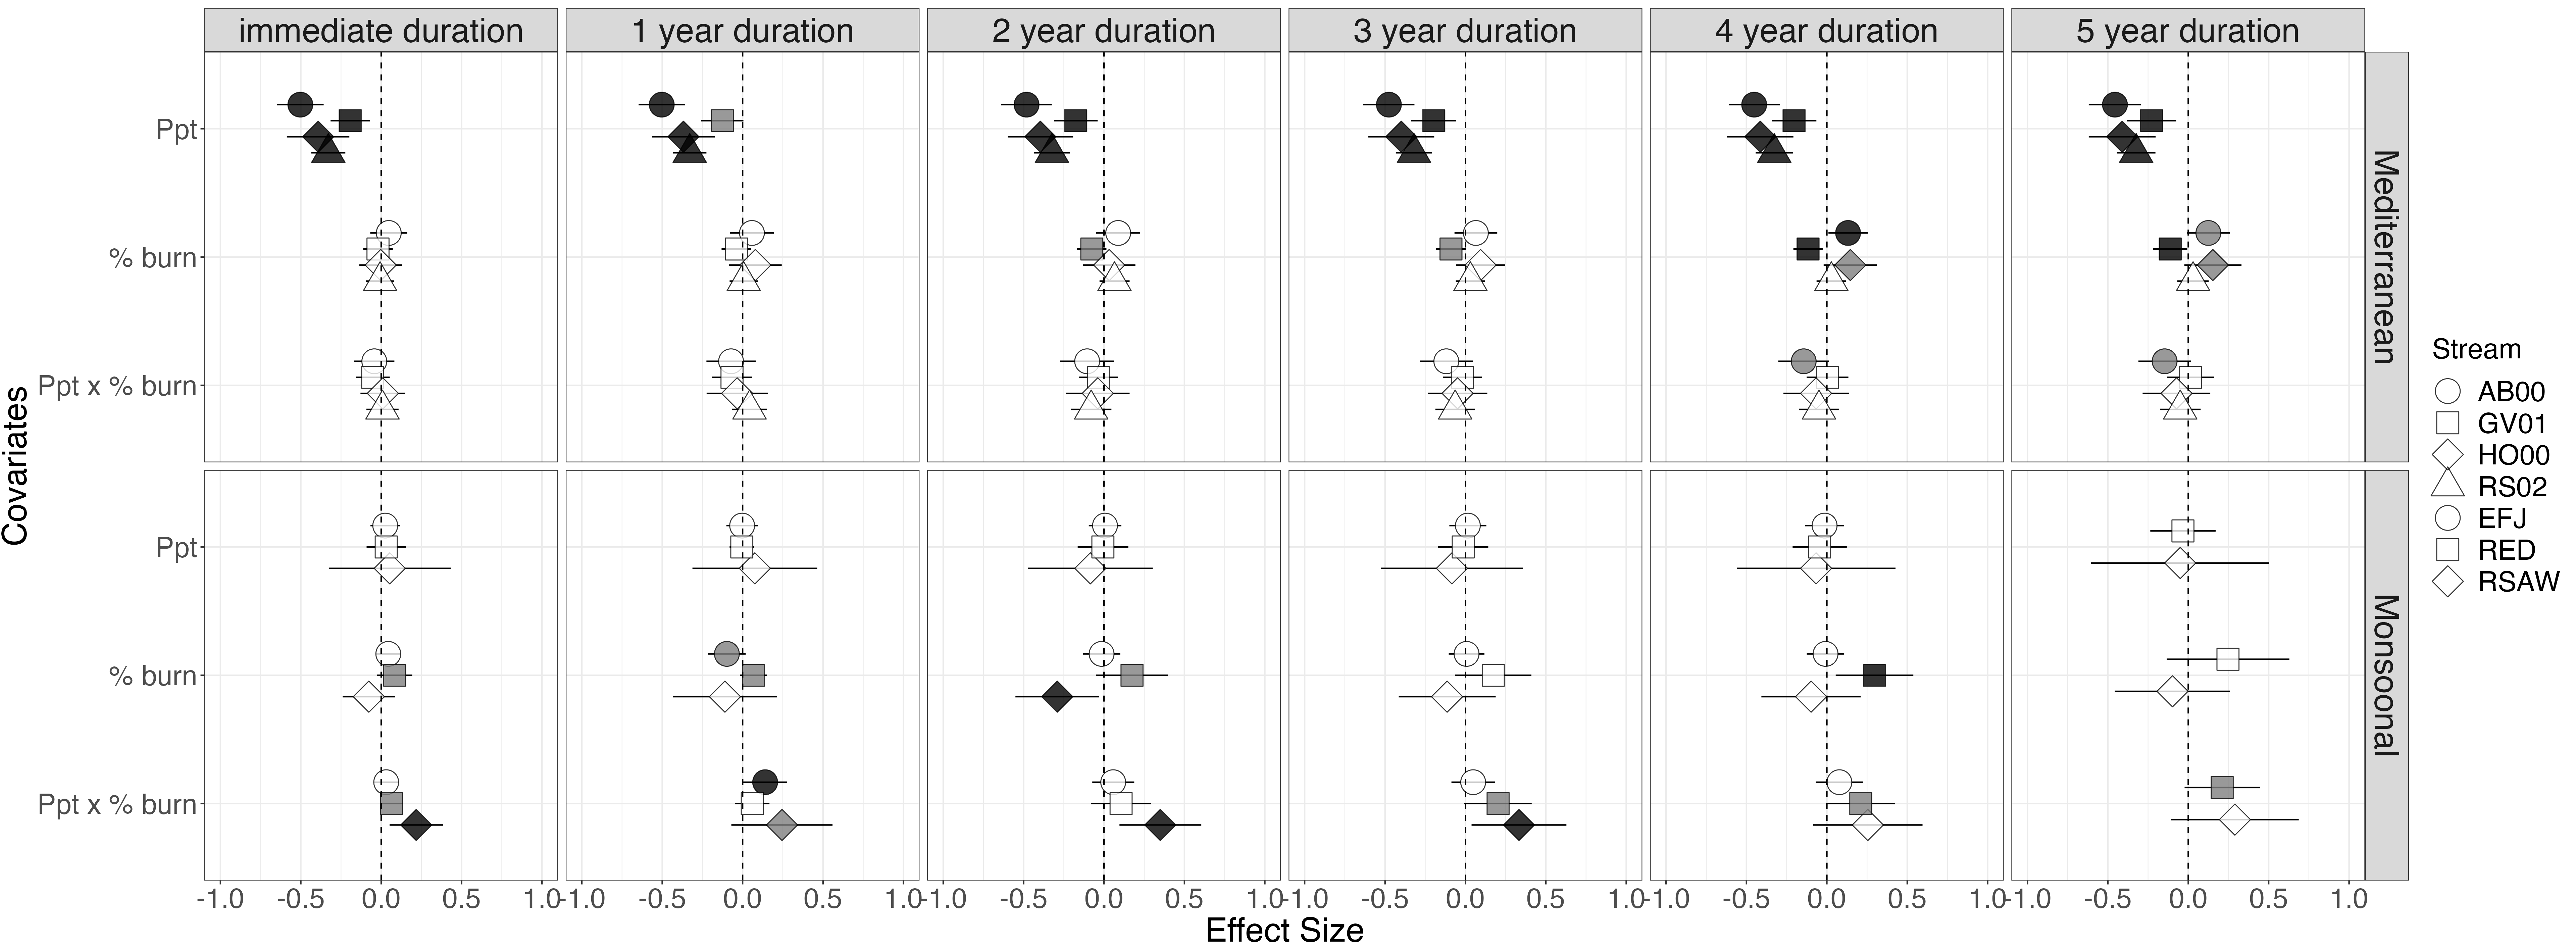 immediate duration 1 year duration 2 year duration 3 year duration 4 year duration 5 year duration
Covariates
Ppt
% burn
Ppt x % burn
Mediterranean
Ppt
% burn
Ppt x % burn
Monsoonal
-1.0 -0.5 0.0 0.5 1.0 -1.0 -0.5 0.0 0.5 1.0 -1.0 -0.5 0.0 0.5 1.0 -1.0 -0.5 0.0 0.5 1.0 -1.0 -0.5 0.0 0.5 1.0 -1.0 -0.5 0.0 0.5 1.0
Effect Size
Stream
AB00
GV01
HO00
RS02
EFJ
RED
RSAW